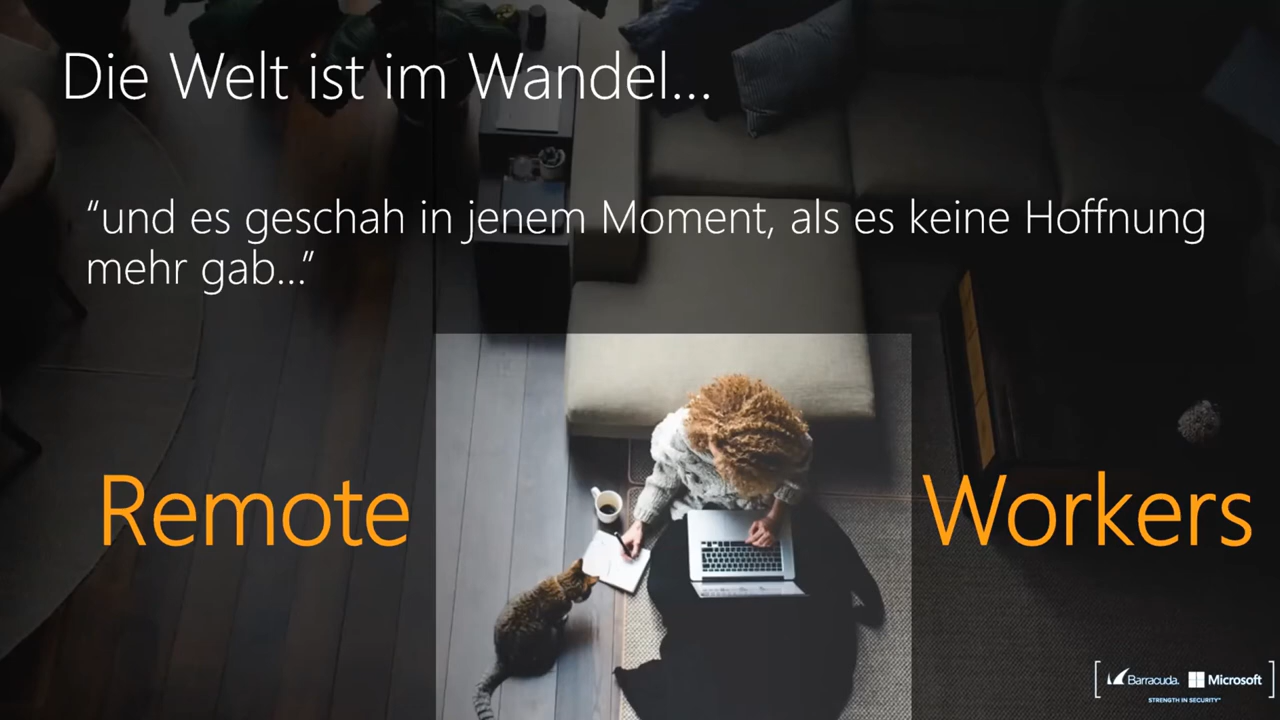 Die Welt ist im Wandel...
“und es geschah in jenem Moment, als es keine Hoffnung
mehr gab...”
Remote Workers
Barracuda. Microsoft
STRENGTH IN SECURITY™